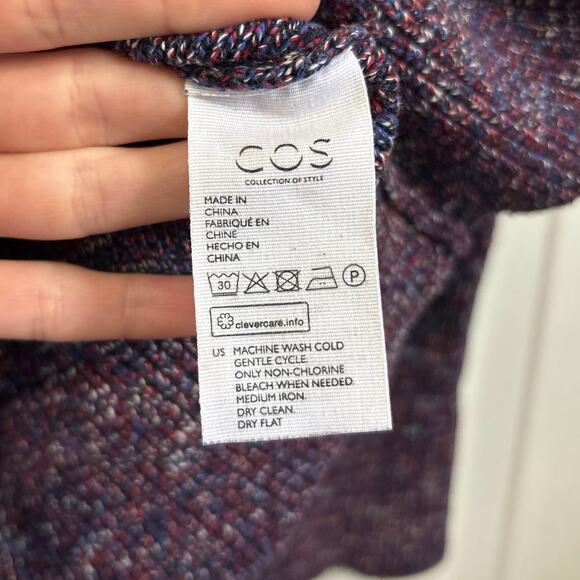 COS
COLLECTION OF STYLE
MADE IN
CHINA
FABRIQUÉ EN
CHINE
HECHO EN
CHINA
30 P
clevercare.info
US MACHINE WASH COLD
GENTLE CYCLE.
ONLY NON-CHLORINE
BLEACH WHEN NEEDED.
MEDIUM IRON.
DRY CLEAN.
DRY FLAT